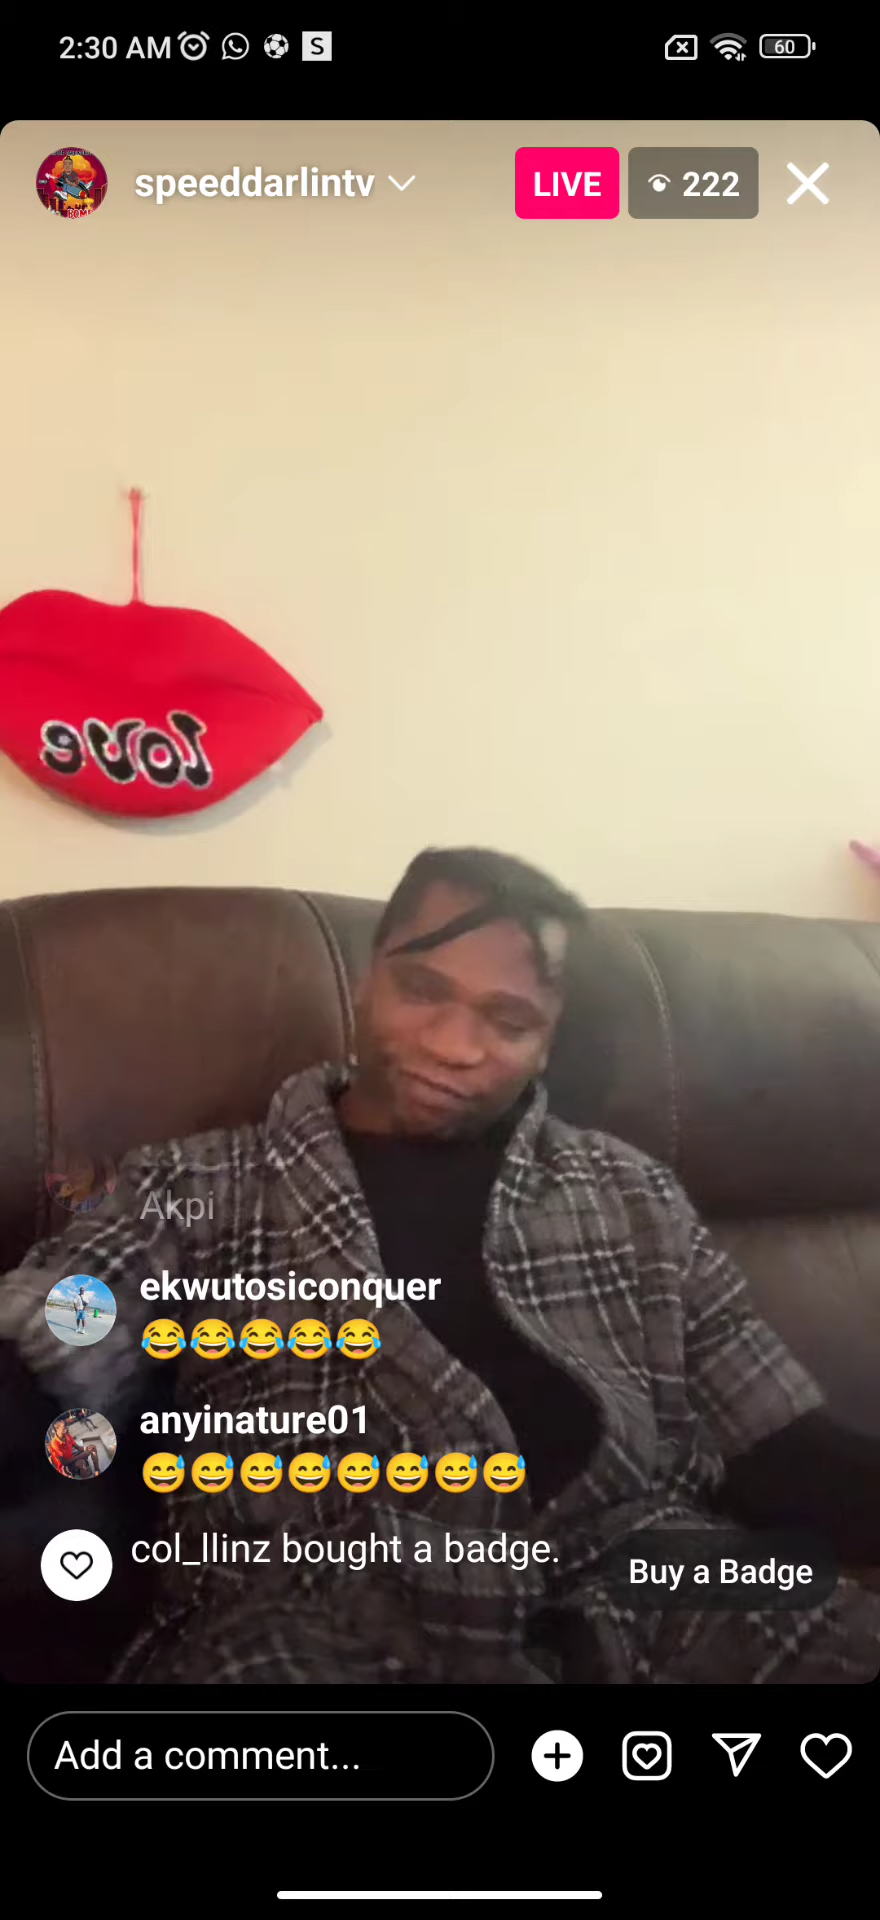 2:30 AM
S
60
speeddarlintv
LIVE
222
Love
Akpi
ekwutosiconquer
😂😂😂😂😂
anyinature01
😅😅😅😅😅😅😅😅
col_llinz bought a badge.
Buy a Badge
Add a comment...